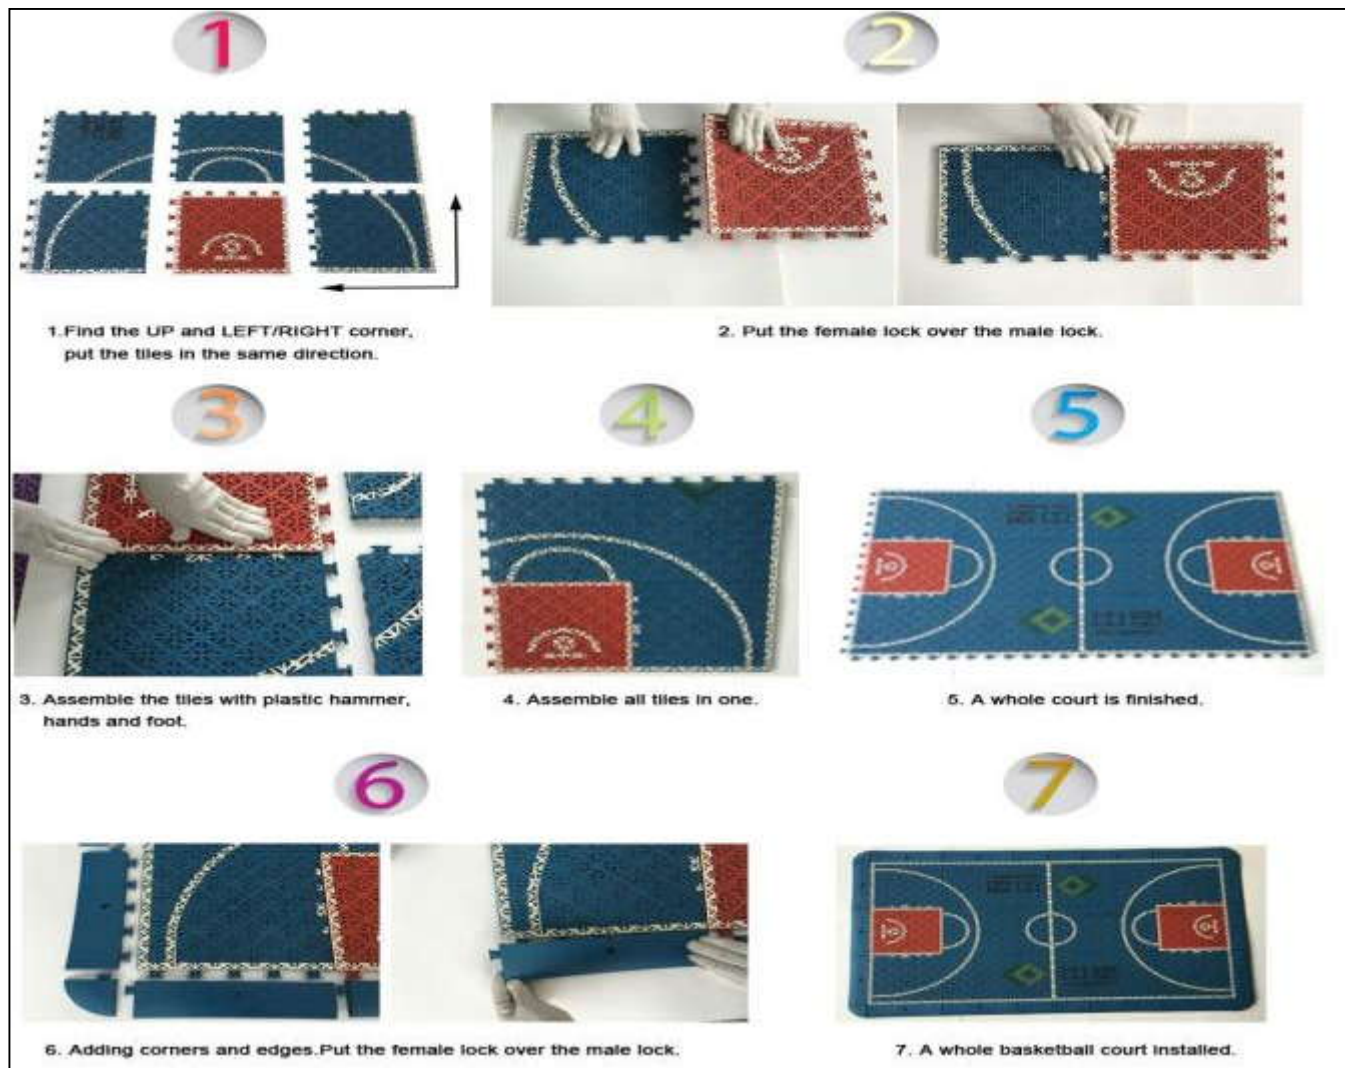 1
2
1.Find the UP and LEFT/RIGHT corner,
put the tiles in the same direction.
2. Put the female lock over the male lock.
3
4
5
3. Assemble the tiles with plastic hammer,
hands and foot.
4. Assemble all tiles in one.
5. A whole court is finished.
6
7
6. Adding corners and edges.Put the female lock over the male lock.
7. A whole basketball court installed.